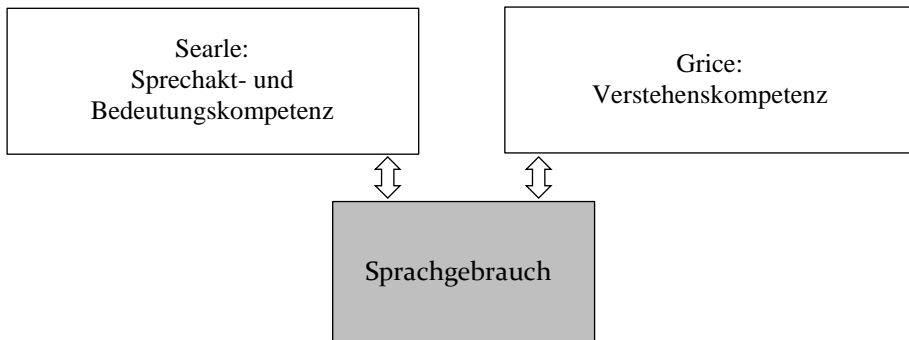 Searle:
Sprechakt- und
Bedeutungskompetenz
Grice:
Verstehenskompetenz
Sprachgebrauch